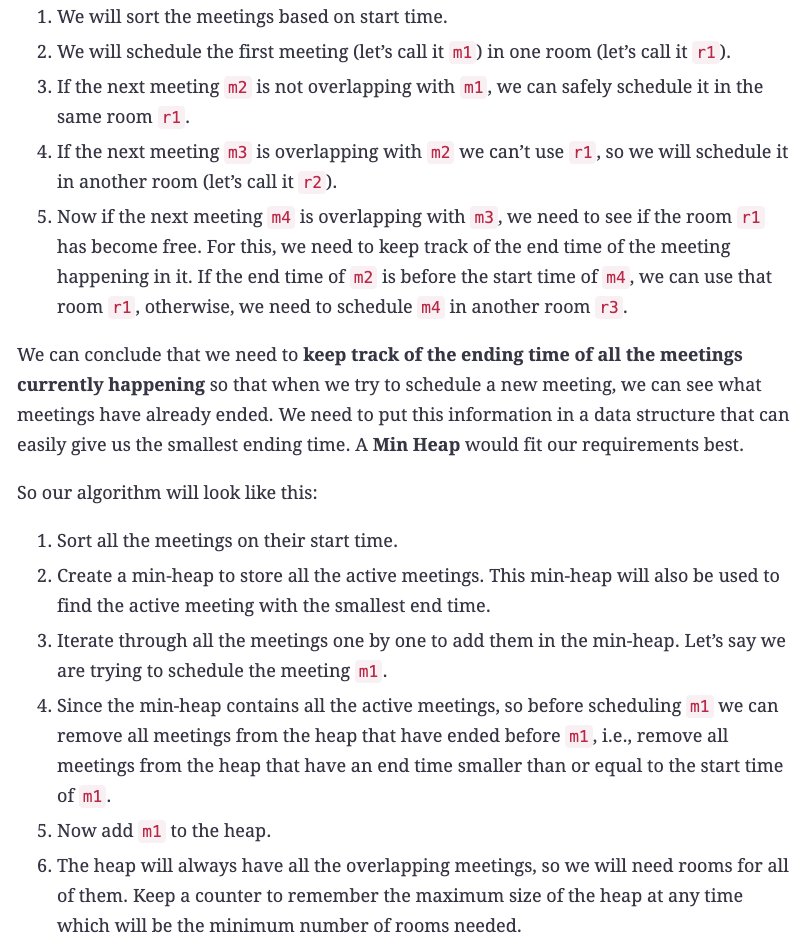 1. We will sort the meetings based on start time.
2. We will schedule the first meeting (let’s call it m1) in one room (let’s call it r1).
3. If the next meeting m2 is not overlapping with m1, we can safely schedule it in the
same room r1.
4. If the next meeting m3 is overlapping with m2 we can’t use r1, so we will schedule it
in another room (let’s call it r2).
5. Now if the next meeting m4 is overlapping with m3, we need to see if the room r1
has become free. For this, we need to keep track of the end time of the meeting
happening in it. If the end time of m2 is before the start time of m4, we can use that
room r1, otherwise, we need to schedule m4 in another room r3.
We can conclude that we need to keep track of the ending time of all the meetings
currently happening so that when we try to schedule a new meeting, we can see what
meetings have already ended. We need to put this information in a data structure that can
easily give us the smallest ending time. A Min Heap would fit our requirements best.
So our algorithm will look like this:
1. Sort all the meetings on their start time.
2. Create a min-heap to store all the active meetings. This min-heap will also be used to
find the active meeting with the smallest end time.
3. Iterate through all the meetings one by one to add them in the min-heap. Let’s say we
are trying to schedule the meeting m1.
4. Since the min-heap contains all the active meetings, so before scheduling m1 we can
remove all meetings from the heap that have ended before m1, i.e., remove all
meetings from the heap that have an end time smaller than or equal to the start time
of m1.
5. Now add m1 to the heap.
6. The heap will always have all the overlapping meetings, so we will need rooms for all
of them. Keep a counter to remember the maximum size of the heap at any time
which will be the minimum number of rooms needed.